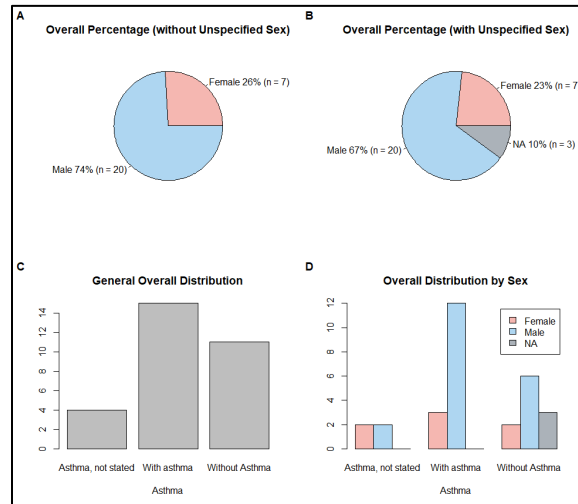 A
Overall Percentage (without Unspecified Sex)
Female 26% (n = 7)
Male 74% (n = 20)
B
Overall Percentage (with Unspecified Sex)
Female 23% (n = 7
NA 10% (n = 3)
Male 67% (n = 20)
C
General Overall Distribution
14
12
10
8
6
4
2
0
Asthma, not stated With asthma Without Asthma
Asthma
D
Overall Distribution by Sex
12
10
8
6
4
2
0
Female
Male
NA
Asthma, not stated With asthma Without Asthma
Asthma